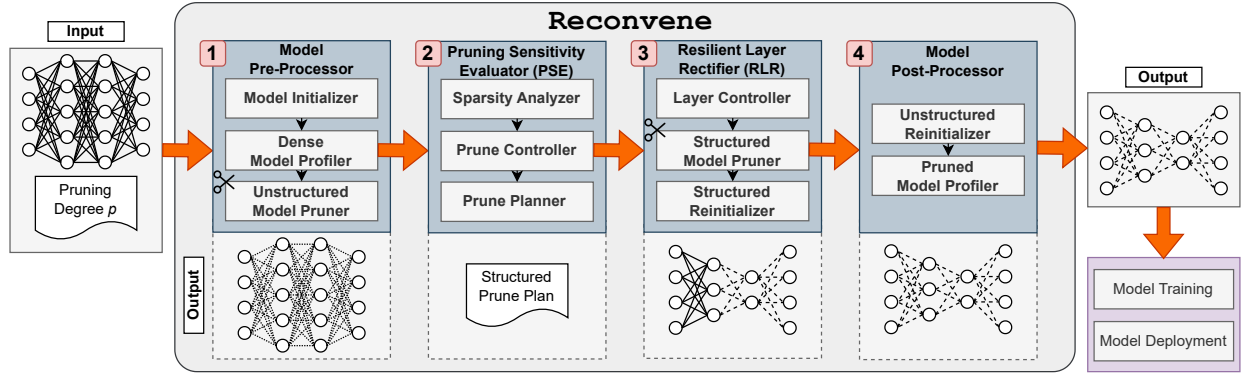 Reconvene
Input
Pruning
Degree p
1
Model
Pre-Processor
Model Initializer
Dense
Model Profiler
Unstructured
Model Pruner
2
Pruning Sensitivity
Evaluator (PSE)
Sparsity Analyzer
Prune Controller
Prune Planner
3
Resilient Layer
Rectifier (RLR)
Layer Controller
Structured
Model Pruner
Structured
Reinitializer
4
Model
Post-Processor
Unstructured
Reinitializer
Pruned
Model Profiler
Output
Structured
Prune Plan
Output
Model Training
Model Deployment